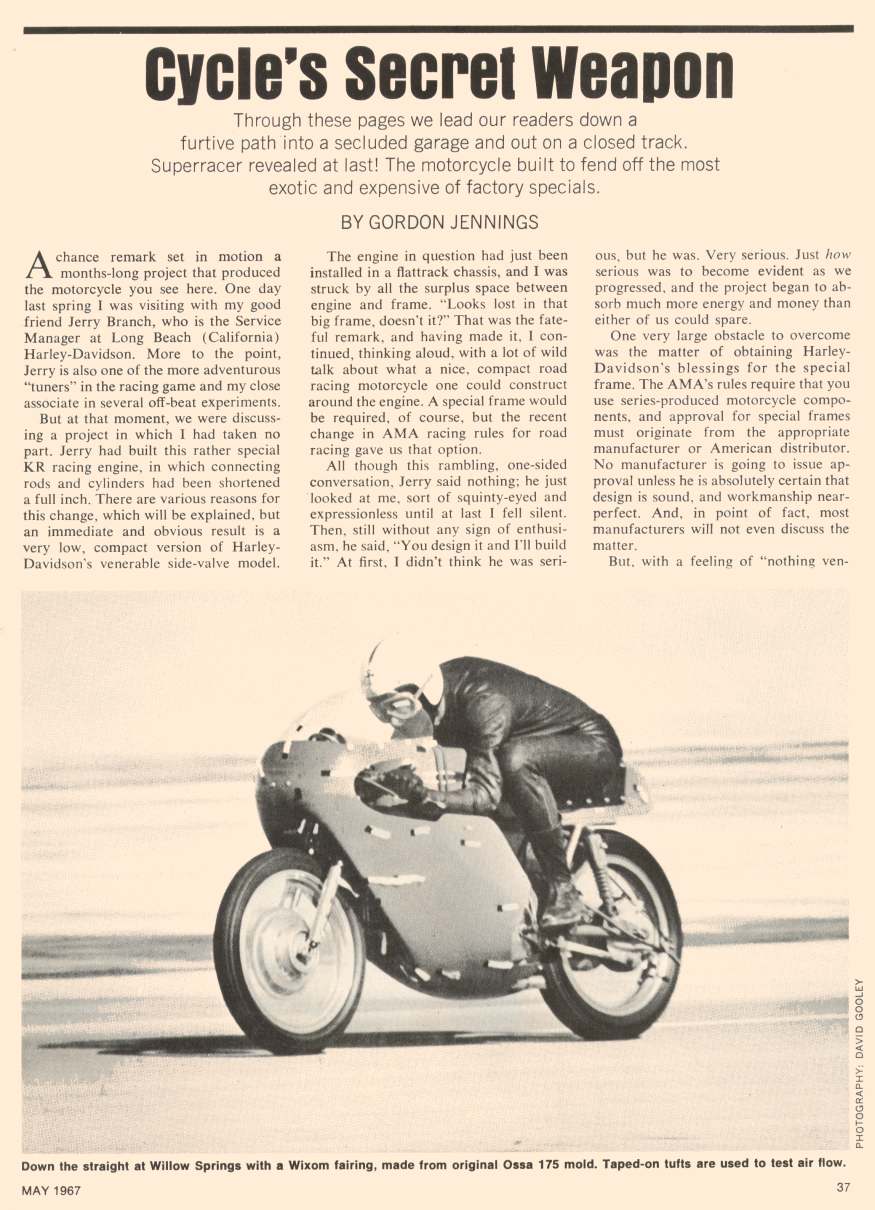 Cycle's Secret Weapon
Through these pages we lead our readers down a
furtive path into a secluded garage and out on a closed track.
Superracer revealed at last! The motorcycle built to fend off the most
exotic and expensive of factory specials.
BY GORDON JENNINGS
A chance remark set in motion a
months-long project that produced
the motorcycle you see here. One day
last spring I was visiting with my good
friend Jerry Branch, who is the Service
Manager at Long Beach (California)
Harley-Davidson. More to the point,
Jerry is also one of the more adventurous
"tuners" in the racing game and my close
associate in several off-beat experiments.
But at that moment, we were discuss-
ing a project in which I had taken no
part. Jerry had built this rather special
KR racing engine, in which connecting
rods and cylinders had been shortened
a full inch. There are various reasons for
this change, which will be explained, but
an immediate and obvious result is a
very low, compact version of Harley-
Davidson's venerable side-valve model.
The engine in question had just been
installed in a flattrack chassis, and I was
struck by all the surplus space between
engine and frame. "Looks lost in that
big frame, doesn't it?" That was the fate-
ful remark, and having made it, I con-
tinued, thinking aloud, with a lot of wild
talk about what a nice, compact road
racing motorcycle one could construct
around the engine. A special frame would
be required, of course, but the recent
change in AMA racing rules for road
racing gave us that option.
All though this rambling, one-sided
conversation, Jerry said nothing; he just
looked at me, sort of squinty-eyed and
expressionless until at last I fell silent.
Then, still without any sign of enthusi-
asm, he said, "You design it and I'll build
it." At first, I didn't think he was seri-
ous, but he was. Very serious. Just how
serious was to become evident as we
progressed, and the project began to ab-
sorb much more energy and money than
either of us could spare.
One very large obstacle to overcome
was the matter of obtaining Harley-
Davidson's blessings for the special
frame. The AMA's rules require that you
use series-produced motorcycle compo-
nents, and approval for special frames
must originate from the appropriate
manufacturer or American distributor.
No manufacturer is going to issue ap-
proval unless he is absolutely certain that
design is sound, and workmanship near-
perfect. And, in point of fact, most
manufacturers will not even discuss the
matter.
But, with a feeling of "nothing ven-
PHOTOGRAPHY: DAVID GOOLEY
Down the straight at Willow Springs with a Wixom fairing, made from original Ossa 175 mold. Taped-on tufts are used to test air flow.
MAY 1967
37